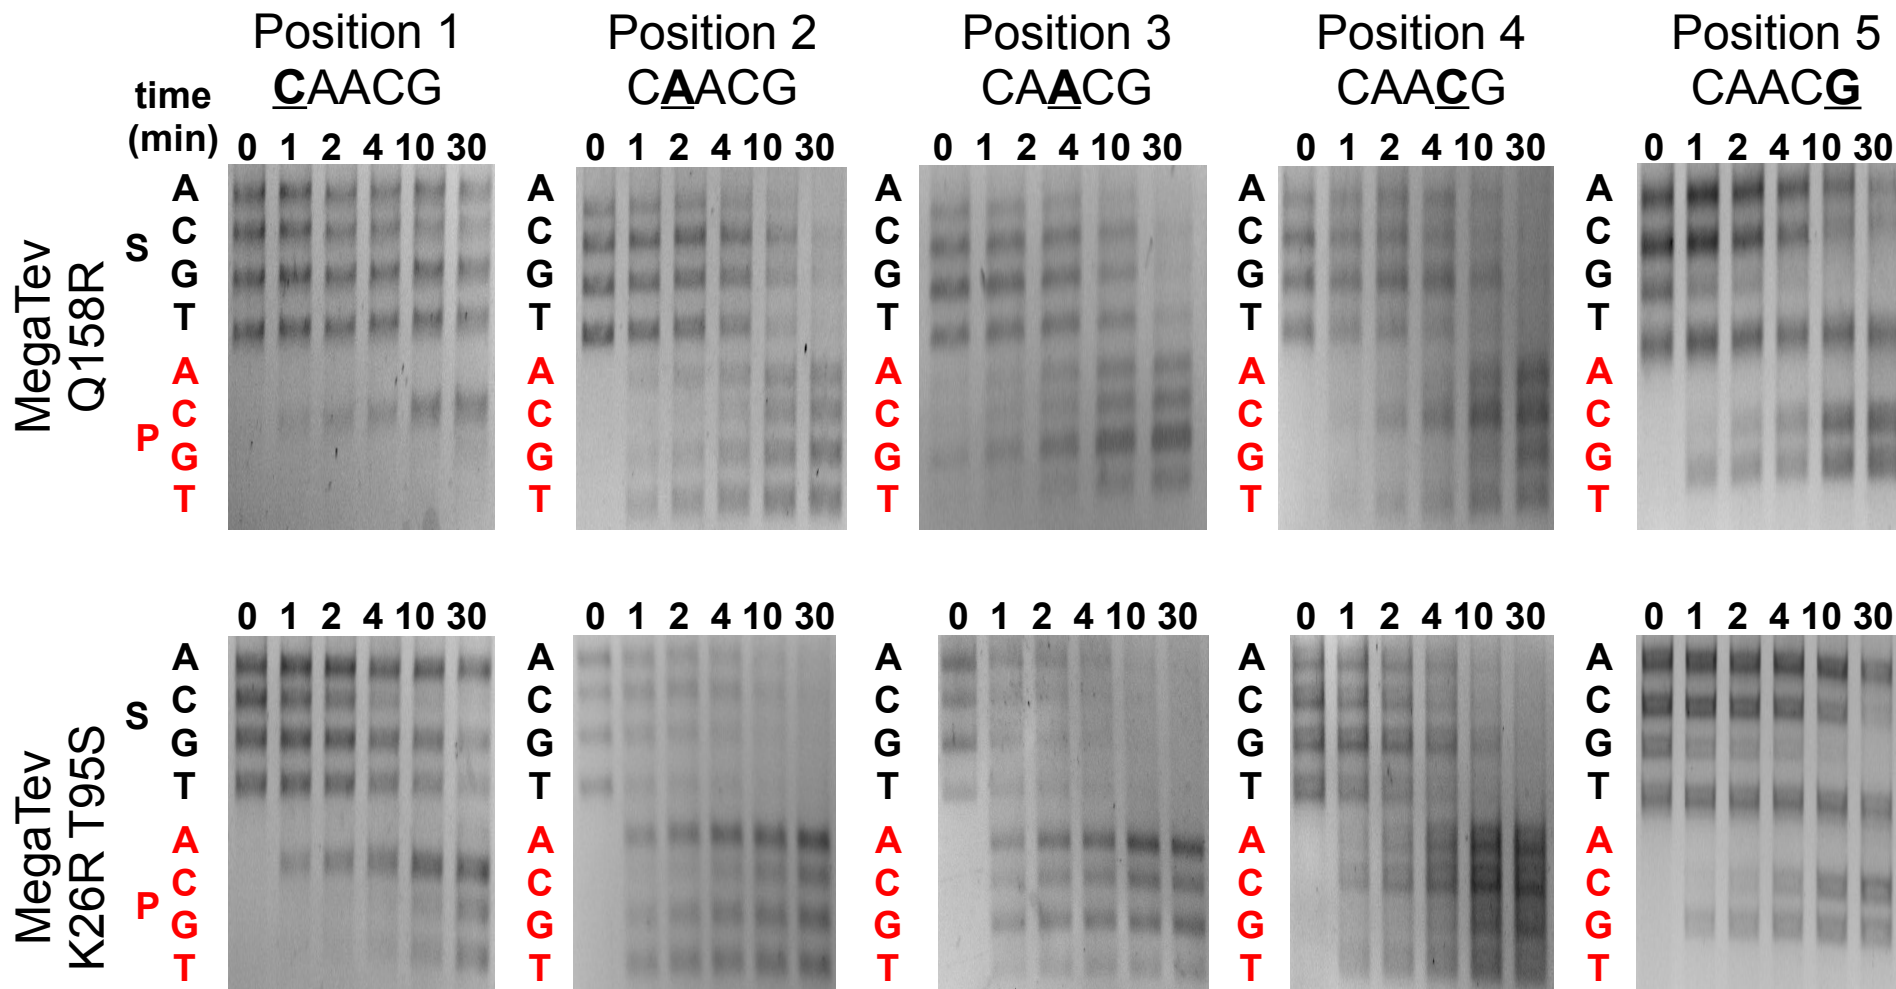 Position 1 Position 2 Position 3 Position 4 Position 5
CAACG CAACG CAACG CAACG CAACG
time
(min)
0 1 2 4 10 30 0 1 2 4 10 30 0 1 2 4 10 30 0 1 2 4 10 30 0 1 2 4 10 30
MegaTev
Q158R
S
P
A A A A A
C C C C C
G G G G G
T T T T T
A A A A A
C C C C C
G G G G G
T T T T T
0 1 2 4 10 30 0 1 2 4 10 30 0 1 2 4 10 30 0 1 2 4 10 30 0 1 2 4 10 30
MegaTev
K26R T95S
S
P
A A A A A
C C C C C
G G G G G
T T T T T
A A A A A
C C C C C
G G G G G
T T T T T